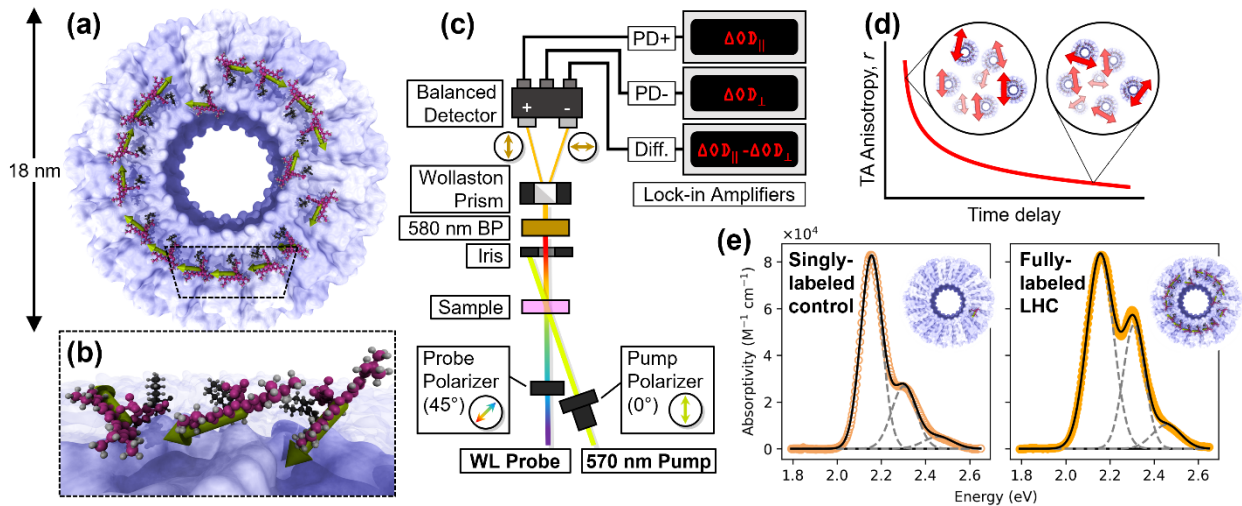 (a)
18 nm
(b)
(c)
Balanced
Detector
+ -
PD+
PD-
Diff.
ΔOD∥
ΔOD⊥
ΔOD∥-ΔOD⊥
Lock-in Amplifiers
Wollaston
Prism
580 nm BP
Iris
Sample
Probe
Polarizer
(45°)
Pump
Polarizer
(0°)
WL Probe
570 nm Pump
(d)
TA Anisotropy, r
Time delay
(e)
×10⁴
Absorptivity (M⁻¹ cm⁻¹)
8
6
4
2
0
Singly-
labeled
control
1.8 2.0 2.2 2.4 2.6
Fully-
labeled
LHC
1.8 2.0 2.2 2.4 2.6
Energy (eV)